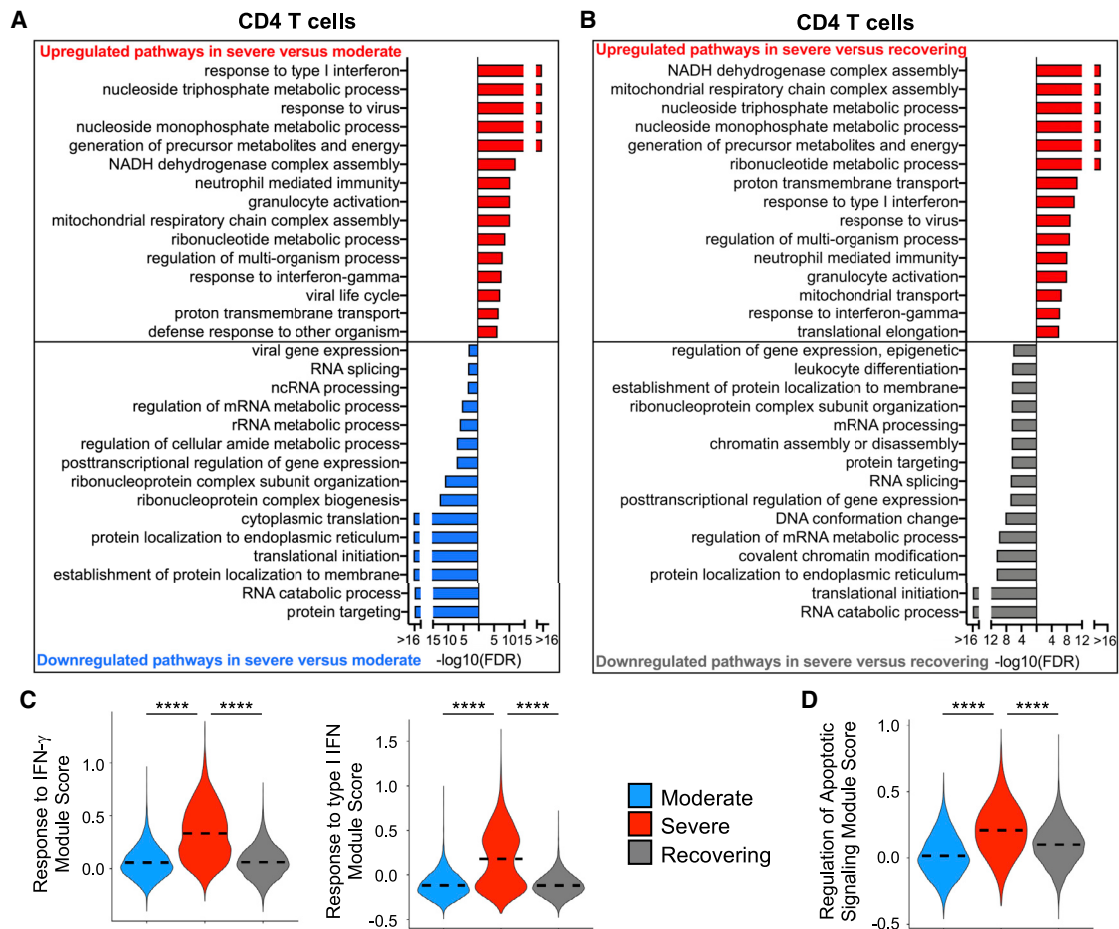 A
CD4 T cells
Upregulated pathways in severe versus moderate
response to type I interferon
nucleoside triphosphate metabolic process
response to virus
nucleoside monophosphate metabolic process
generation of precursor metabolites and energy
NADH dehydrogenase complex assembly
neutrophil mediated immunity
granulocyte activation
mitochondrial respiratory chain complex assembly
ribonucleotide metabolic process
regulation of multi-organism process
response to interferon-gamma
viral life cycle
proton transmembrane transport
defense response to other organism
viral gene expression
RNA splicing
ncRNA processing
regulation of mRNA metabolic process
rRNA metabolic process
regulation of cellular amide metabolic process
posttranscriptional regulation of gene expression
ribonucleoprotein complex subunit organization
ribonucleoprotein complex biogenesis
cytoplasmic translation
protein localization to endoplasmic reticulum
translational initiation
establishment of protein localization to membrane
RNA catabolic process
protein targeting
>16 15 10 5 5 10 15 >16
Downregulated pathways in severe versus moderate -log10(FDR)
B
CD4 T cells
Upregulated pathways in severe versus recovering
NADH dehydrogenase complex assembly
mitochondrial respiratory chain complex assembly
nucleoside triphosphate metabolic process
nucleoside monophosphate metabolic process
generation of precursor metabolites and energy
ribonucleotide metabolic process
proton transmembrane transport
response to type I interferon
response to virus
regulation of multi-organism process
neutrophil mediated immunity
granulocyte activation
mitochondrial transport
response to interferon-gamma
translational elongation
regulation of gene expression, epigenetic
leukocyte differentiation
establishment of protein localization to membrane
ribonucleoprotein complex subunit organization
mRNA processing
chromatin assembly or disassembly
protein targeting
RNA splicing
posttranscriptional regulation of gene expression
DNA conformation change
regulation of mRNA metabolic process
covalent chromatin modification
protein localization to endoplasmic reticulum
translational initiation
RNA catabolic process
>16 12 8 4 4 8 12 >16
Downregulated pathways in severe versus recovering -log10(FDR)
C
Response to IFN-γ
Module Score
1.0
0.5
0.0
**** ****
Response to type I IFN
Module Score
1.5
1.0
0.5
0.0
-0.5
**** ****
Moderate
Severe
Recovering
D
Regulation of Apoptotic
Signaling Module Score
1.0
0.5
0.0
-0.5
**** ****